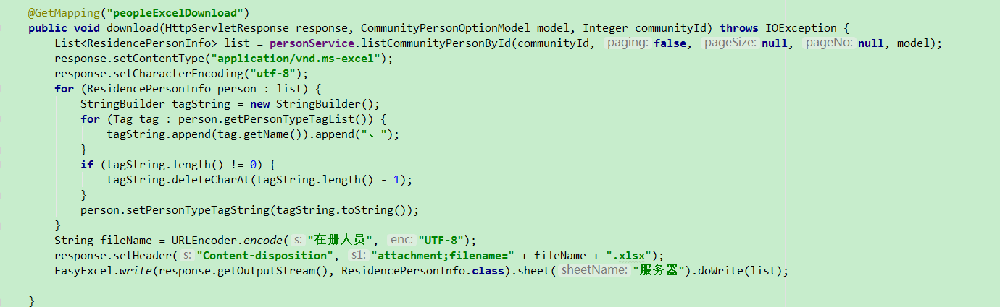 @GetMapping("peopleExcelDownload")
public void download(HttpServletResponse response, CommunityPersonOptionModel model, Integer communityId) throws IOException {
List<ResidencePersonInfo> list = personService.listCommunityPersonById(communityId, paging: false, pageSize: null, pageNo: null, model);
response.setContentType("application/vnd.ms-excel");
response.setCharacterEncoding("utf-8");
for (ResidencePersonInfo person : list) {
StringBuilder tagString = new StringBuilder();
for (Tag tag : person.getPersonTypeTagList()) {
tagString.append(tag.getName()).append("、");
}
if (tagString.length() != 0) {
tagString.deleteCharAt(tagString.length() - 1);
}
person.setPersonTypeTagString(tagString.toString());
}
String fileName = URLEncoder.encode( s: "在册人员", enc: "UTF-8");
response.setHeader( s: "Content-disposition", s1: "attachment;filename=" + fileName + ".xlsx");
EasyExcel.write(response.getOutputStream(), ResidencePersonInfo.class).sheet( sheetName: "服务器").doWrite(list);
}